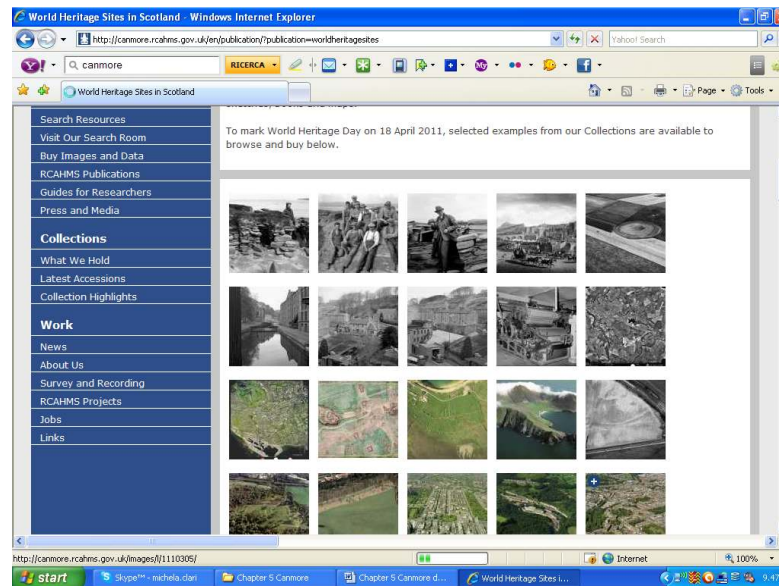 World Heritage Sites in Scotland - Windows Internet Explorer
http://canmore.rcahms.gov.uk/en/publication/?publication=worldheritagesites
Yahoo! Search
canmore
RICERCA
World Heritage Sites in Scotland
Page
Tools
To mark World Heritage Day on 18 April 2011, selected examples from our Collections are available to
browse and buy below.
Search Resources
Visit Our Search Room
Buy Images and Data
RCAHMS Publications
Guides for Researchers
Press and Media
Collections
What We Hold
Latest Accessions
Collection Highlights
Work
News
About Us
Survey and Recording
RCAHMS Projects
Jobs
Links
http://canmore.rcahms.gov.uk/images/l/1110305/
Internet
100%
start
Skype™ - michela.clari
Chapter 5 Canmore
Chapter 5 Canmore d...
World Heritage Sites i...